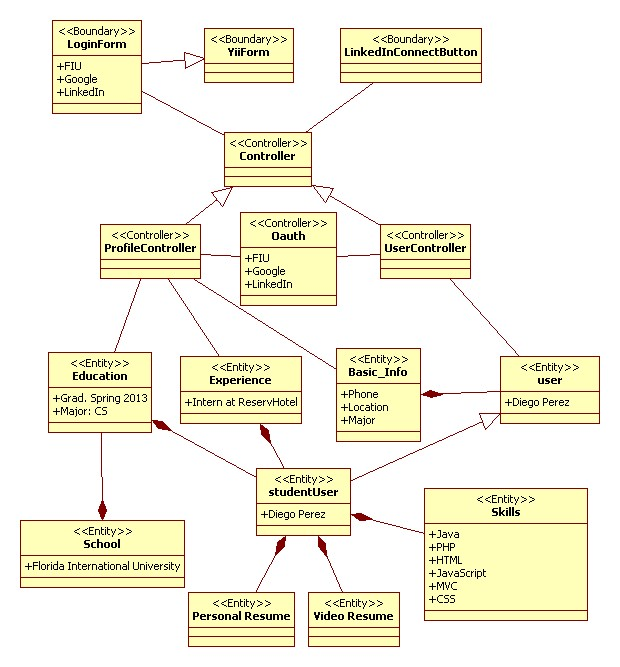 <<Boundary>>
LoginForm
+FIU
+Google
+LinkedIn
<<Boundary>>
YiiForm
<<Boundary>>
LinkedInConnectButton
<<Controller>>
Controller
<<Controller>>
ProfileController
<<Controller>>
Oauth
+FIU
+Google
+LinkedIn
<<Controller>>
UserController
<<Entity>>
Education
+Grad. Spring 2013
+Major: CS
<<Entity>>
Experience
+Intern at ReservHotel
<<Entity>>
Basic_Info
+Phone
+Location
+Major
<<Entity>>
user
+Diego Perez
<<Entity>>
studentUser
+Diego Perez
<<Entity>>
Skills
+Java
+PHP
+HTML
+JavaScript
+MVC
+CSS
<<Entity>>
School
+Florida International University
<<Entity>>
Personal Resume
<<Entity>>
Video Resume